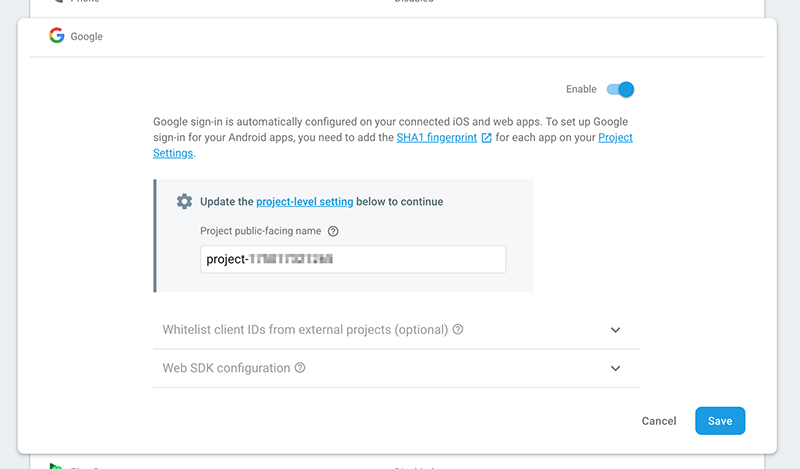 Google
Enable
Google sign-in is automatically configured on your connected iOS and web apps. To set up Google
sign-in for your Android apps, you need to add the SHA1 fingerprint for each app on your Project
Settings.
Update the project-level setting below to continue
Project public-facing name
project-
Whitelist client IDs from external projects (optional)
Web SDK configuration
Cancel
Save